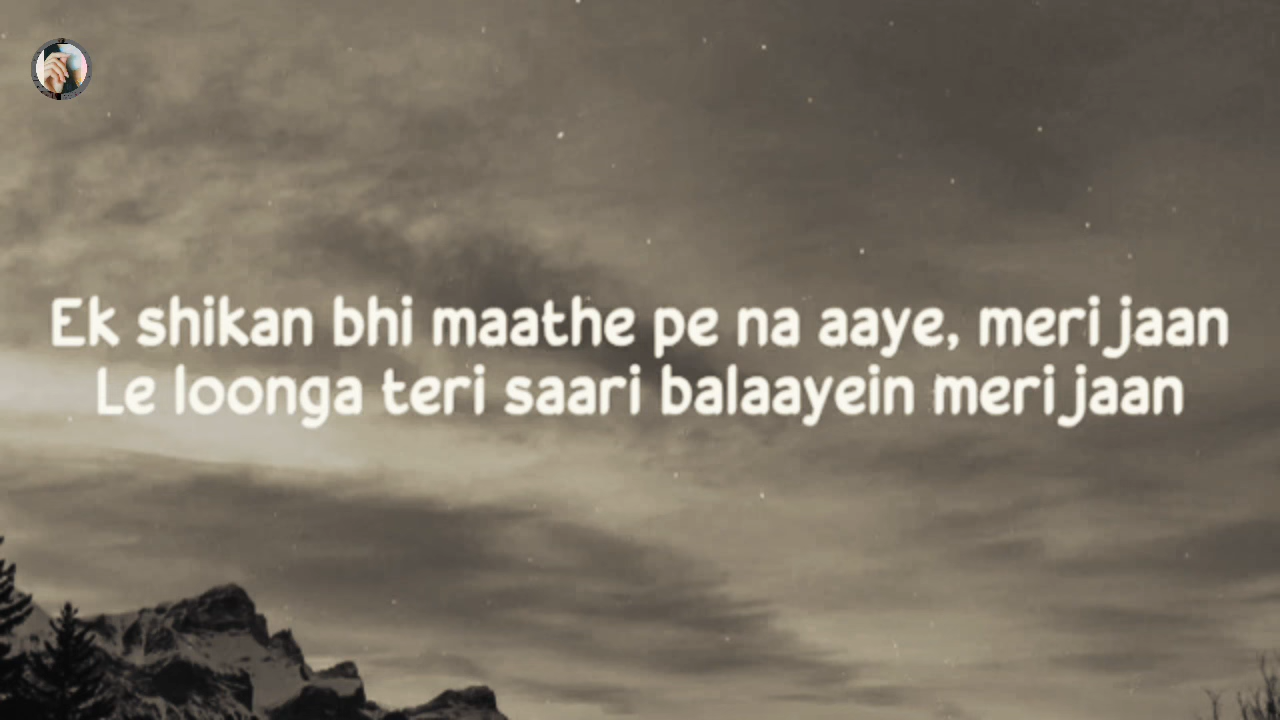 Ek shikan bhi maathe pe na aaye, meri jaan
Le loonga teri saari balaayein meri jaan